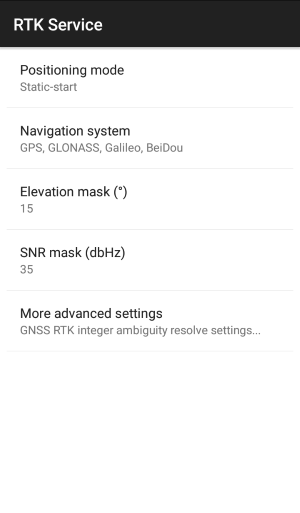 RTK Service
Positioning mode
Static-start
Navigation system
GPS, GLONASS, Galileo, BeiDou
Elevation mask (°)
15
SNR mask (dbHz)
35
More advanced settings
GNSS RTK integer ambiguity resolve settings...